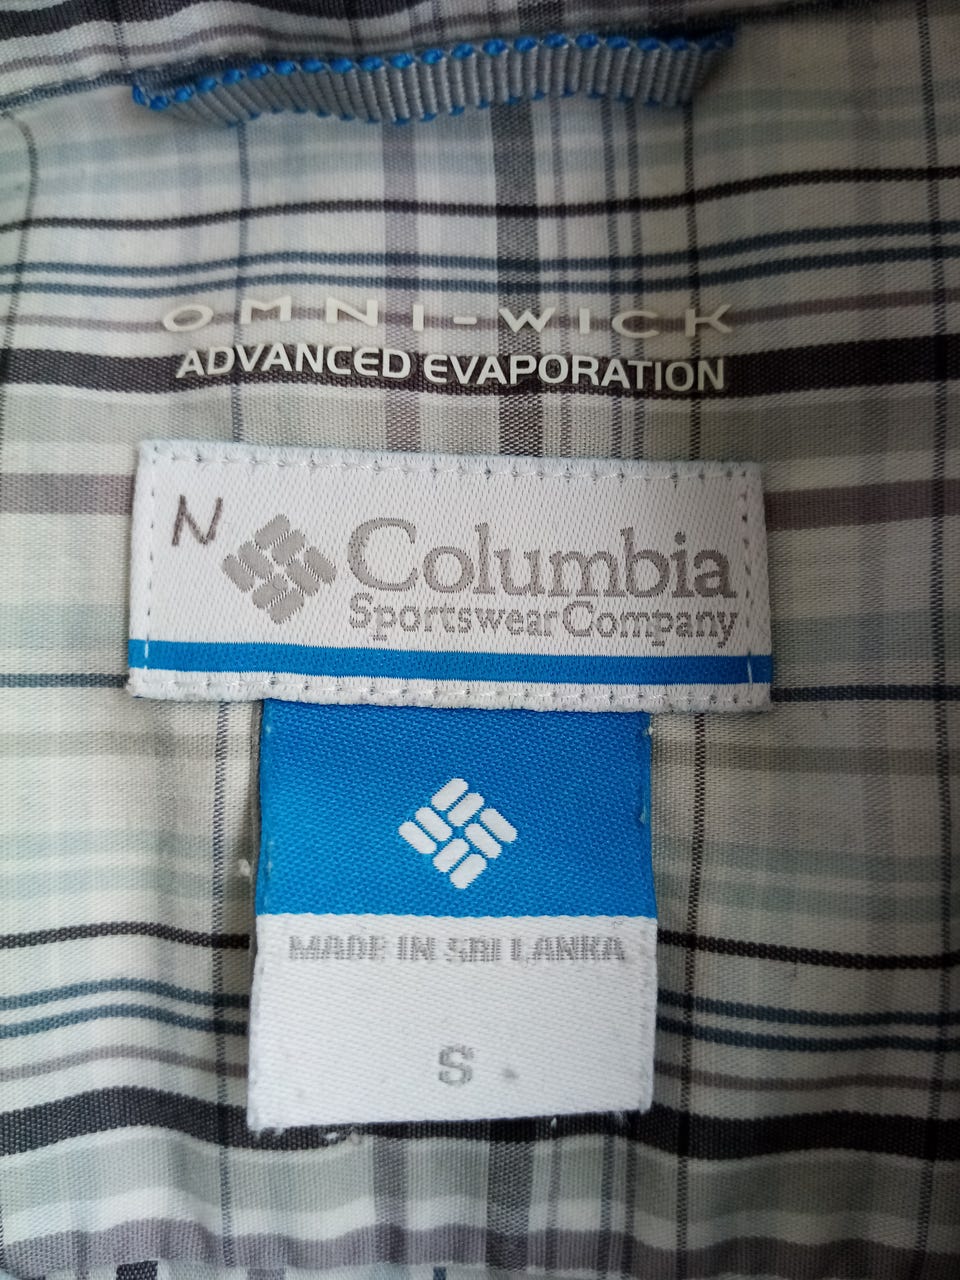 OMNI-WICK
ADVANCED EVAPORATION
N
Columbia
Sportswear Company
MADE IN SRI LANKA
S